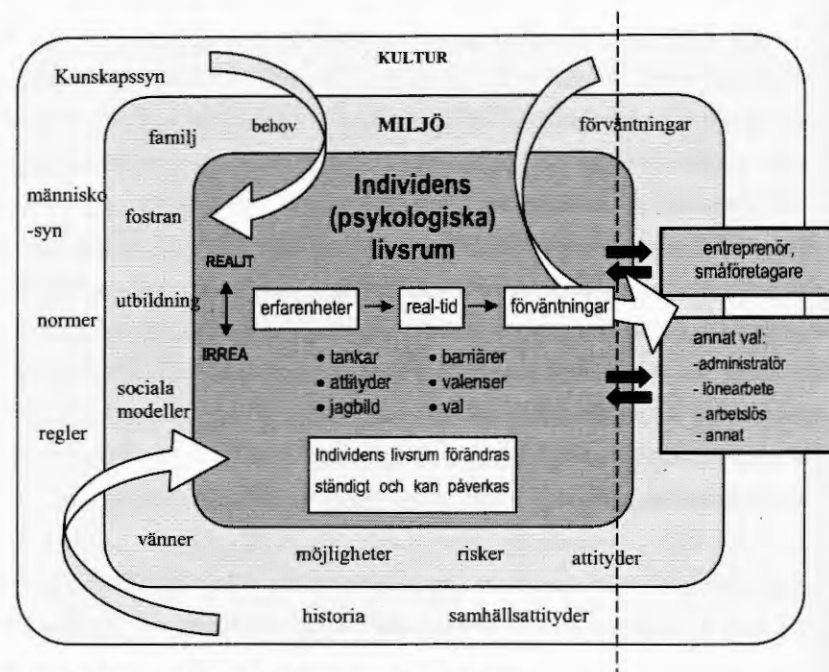 KULTUR
Kunskapssyn
familj
behov
MILJÖ
förväntningar
Individens
(psykologiska)
livsrum
människo
-syn
fostran
REALIT
IRREA
utbildning
normer
erfarenheter
real-tid
förväntningar
• tankar
• attityder
• jagbild
• barriärer
• valenser
• val
sociala
modeller
regler
Individens livsrum förändras
ständigt och kan påverkas
entreprenör,
småföretagare
annat val:
-administratör
- lönearbete
- arbetslös
- annat
vänner
möjligheter
risker
attityder
historia
samhällsattityder